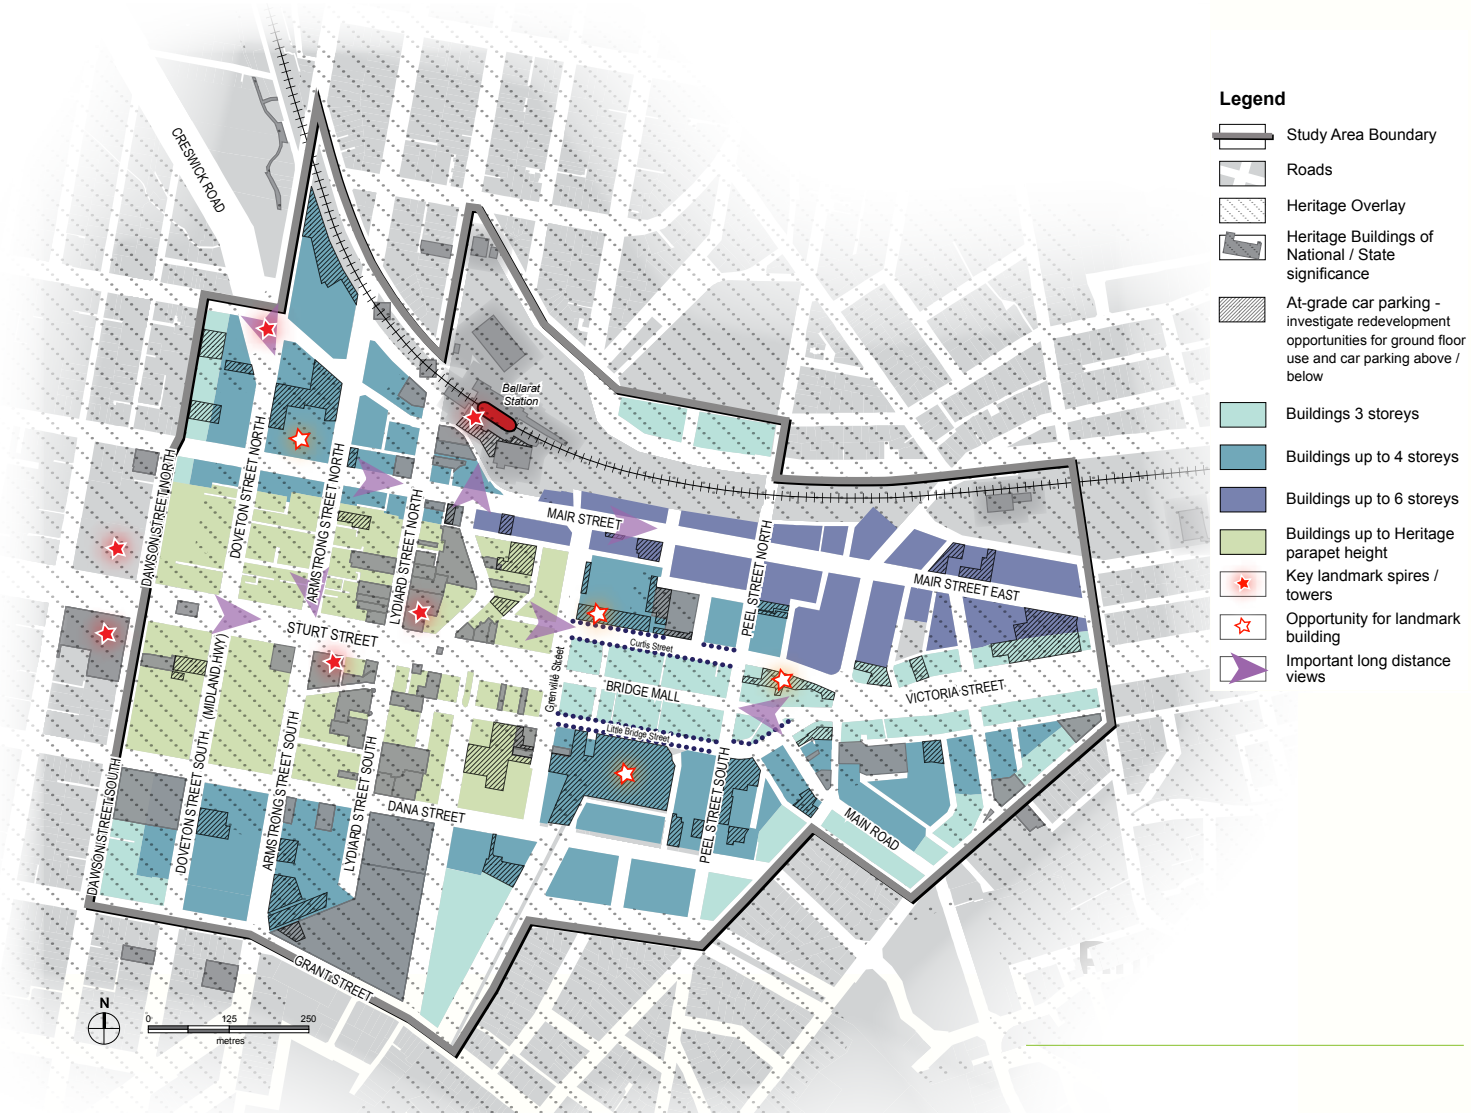 CRESWICK ROAD
Ballarat
Station
DAWSON STREET NORTH
DOVETON STREET NORTH
ARMSTRONG STREET NORTH
LYDIARD STREET NORTH
MAIR STREET
PEEL STREET NORTH
MAIR STREET EAST
STURT STREET
Curtis Street
Grenville Street
BRIDGE MALL
VICTORIA STREET
Little Bridge Street
DAWSON STREET SOUTH
DOVETON STREET SOUTH (MIDLAND HWY)
ARMSTRONG STREET SOUTH
LYDIARD STREET SOUTH
DANA STREET
PEEL STREET SOUTH
MAIN ROAD
GRANT STREET
N
0 125 250
metres
Legend
Study Area Boundary
Roads
Heritage Overlay
Heritage Buildings of
National / State
significance
At-grade car parking -
investigate redevelopment
opportunities for ground floor
use and car parking above /
below
Buildings 3 storeys
Buildings up to 4 storeys
Buildings up to 6 storeys
Buildings up to Heritage
parapet height
Key landmark spires /
towers
Opportunity for landmark
building
Important long distance
views